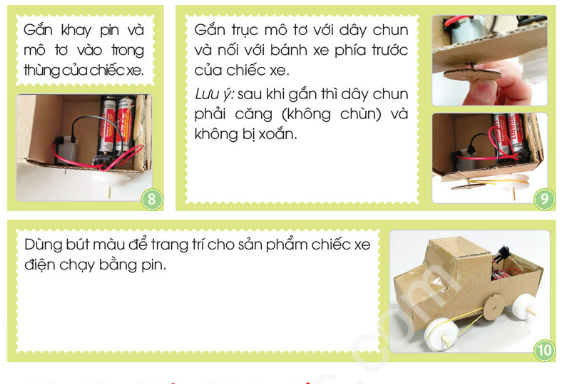 Gắn khay pin và
mô tơ vào trong
thùng của chiếc xe.
8
Gắn trục mô tơ với dây chun
và nối với bánh xe phía trước
của chiếc xe.
Lưu ý: sau khi gắn thì dây chun
phải căng (không chùn) và
không bị xoắn.
9
Dùng bút màu để trang trí cho sản phẩm chiếc xe
điện chạy bằng pin.
10